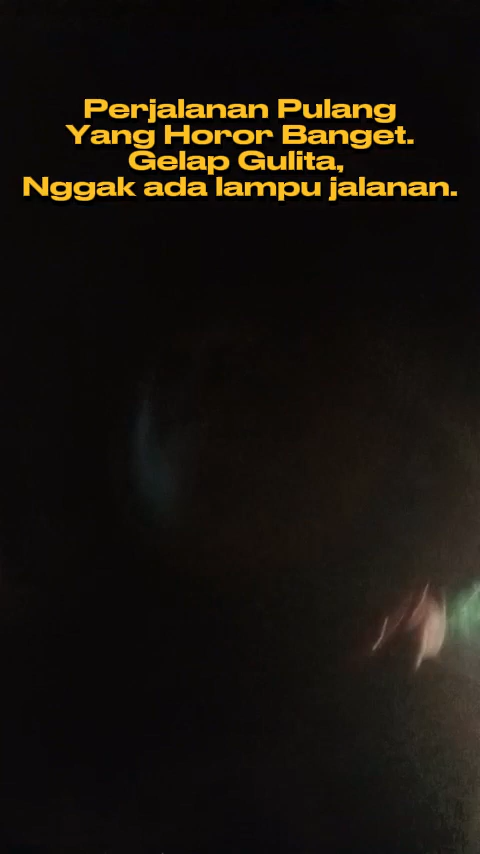 Perjalanan Pulang
Yang Horor Banget.
Gelap Gulita,
Nggak ada lampu jalanan.